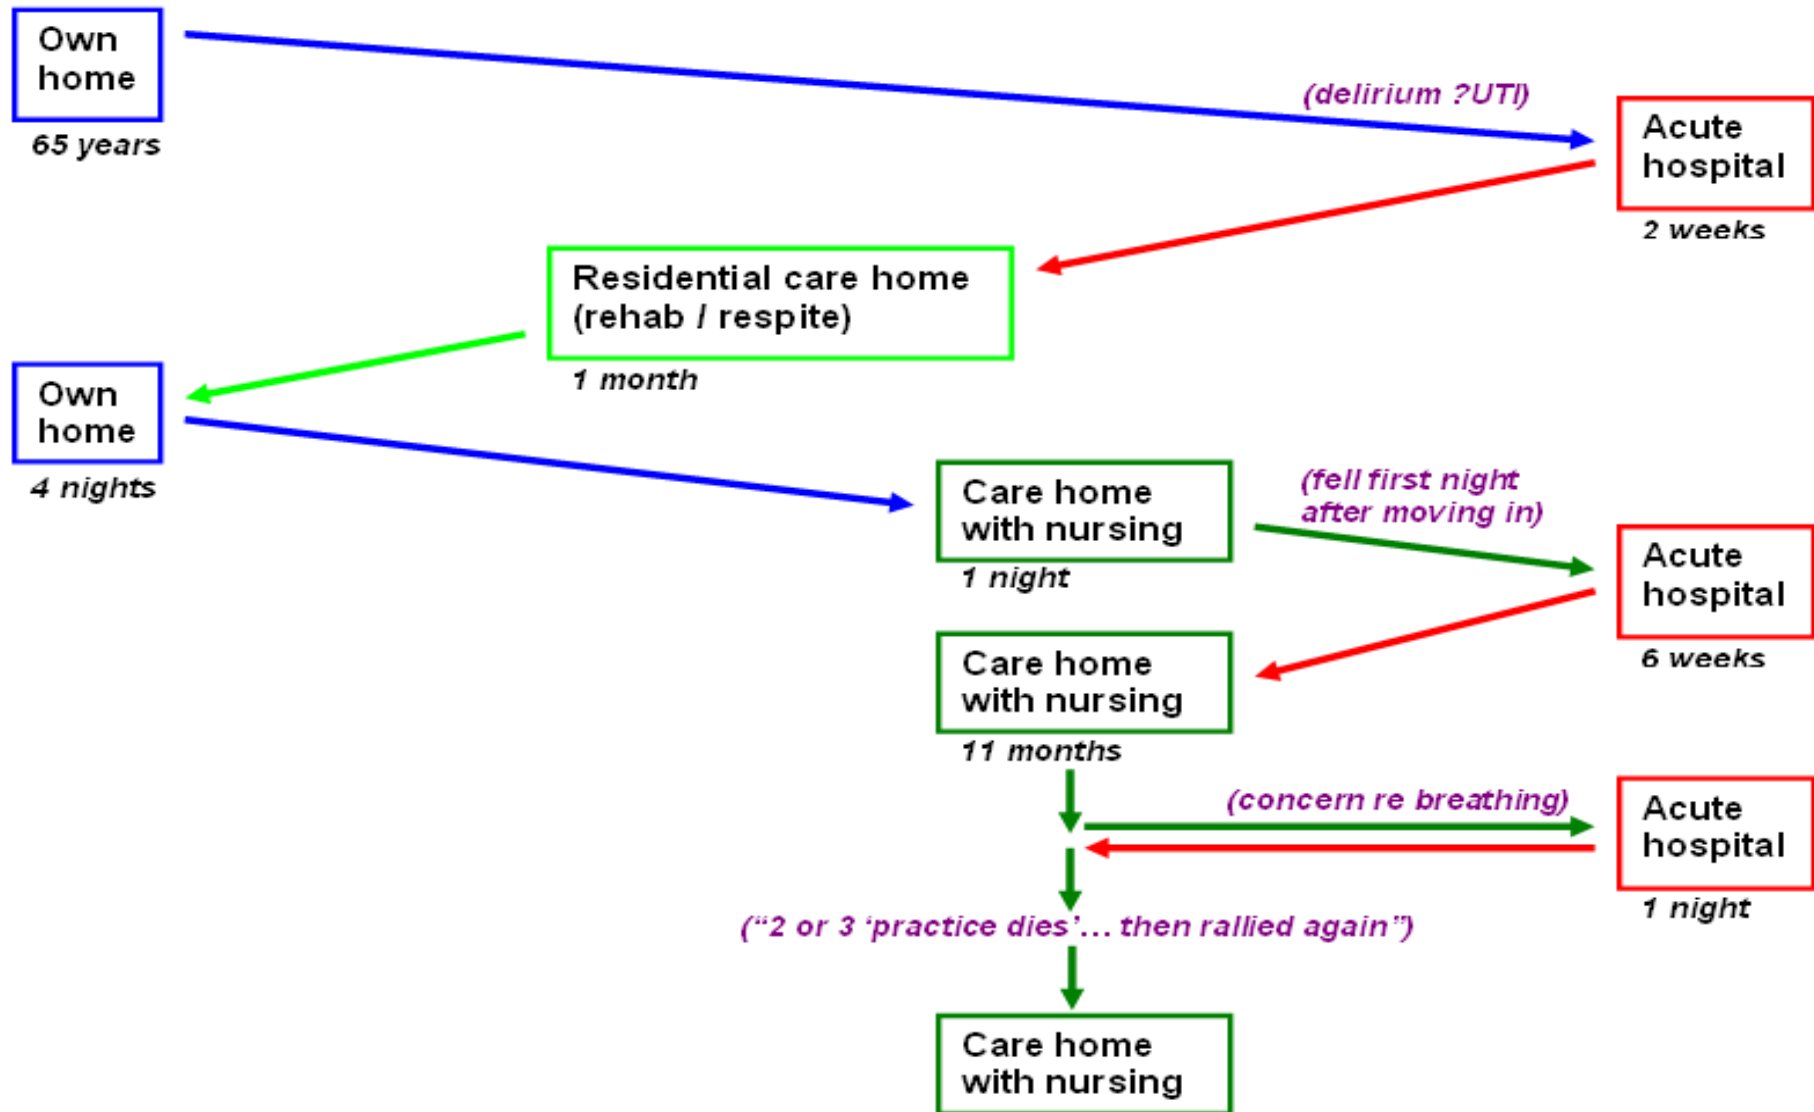 Own
home
65 years
(delirium ?UTI)
Acute
hospital
2 weeks
Residential care home
(rehab / respite)
1 month
Own
home
4 nights
Care home
with nursing
1 night
(fell first night
after moving in)
Acute
hospital
6 weeks
Care home
with nursing
11 months
(concern re breathing)
Acute
hospital
1 night
(“2 or 3 ‘practice dies’… then rallied again”)
Care home
with nursing